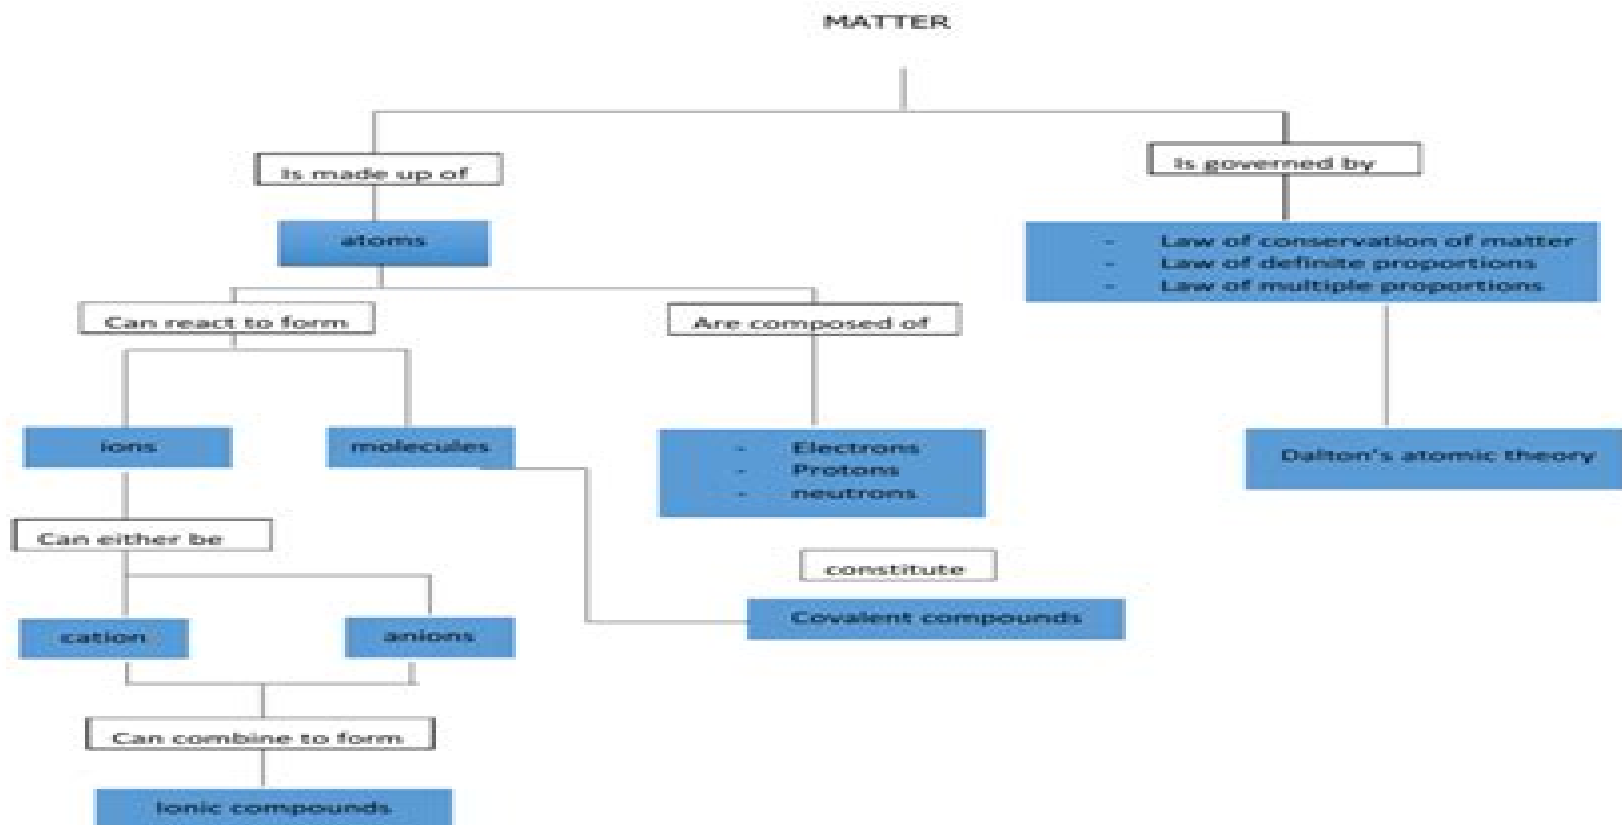 MATTER
Is made up of
Is governed by
atoms
- Law of conservation of matter
- Law of definite proportions
- Law of multiple proportions
Can react to form
Are composed of
ions
molecules
- Electrons
- Protons
- neutrons
Dalton's atomic theory
Can either be
constitute
cation
anions
Covalent compounds
Can combine to form
Ionic compounds